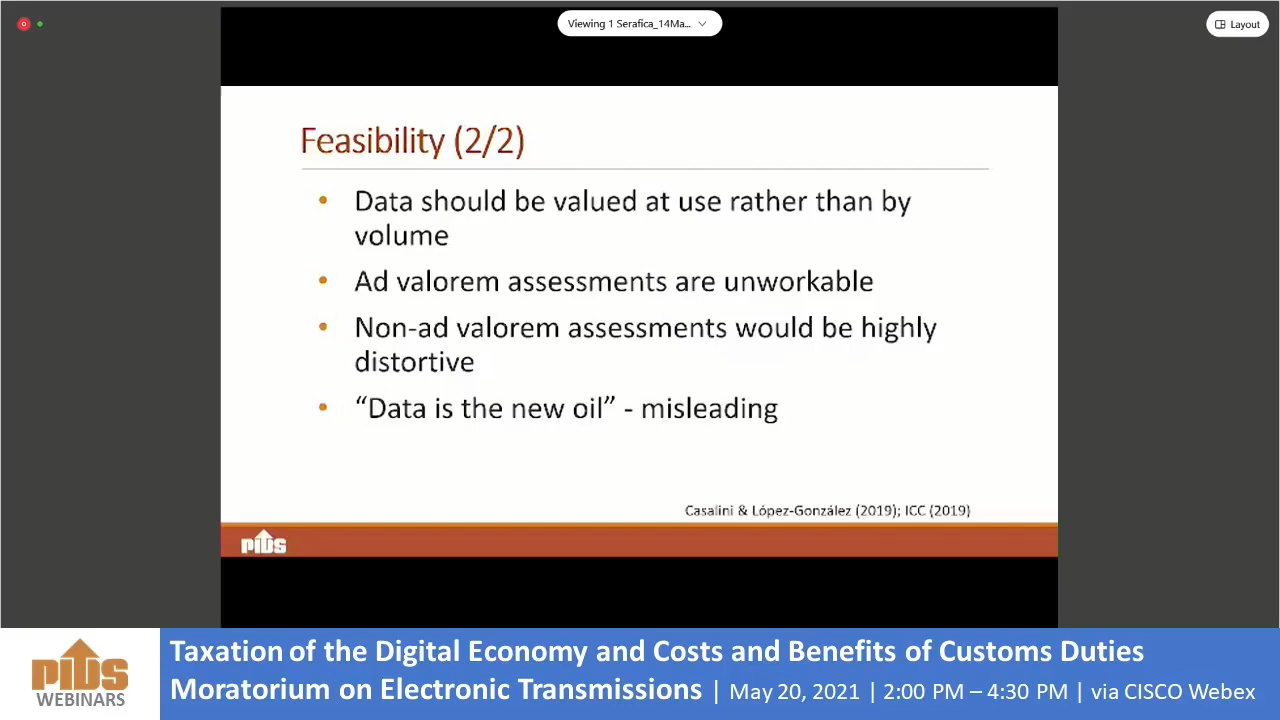 Viewing 1 Serafica_14Ma...
Layout
Feasibility (2/2)
• Data should be valued at use rather than by
volume
• Ad valorem assessments are unworkable
• Non-ad valorem assessments would be highly
distortive
• “Data is the new oil” - misleading
Casalini & López-González (2019); ICC (2019)
PIDS
PIDS
WEBINARS
Taxation of the Digital Economy and Costs and Benefits of Customs Duties
Moratorium on Electronic Transmissions | May 20, 2021 | 2:00 PM – 4:30 PM | via CISCO Webex